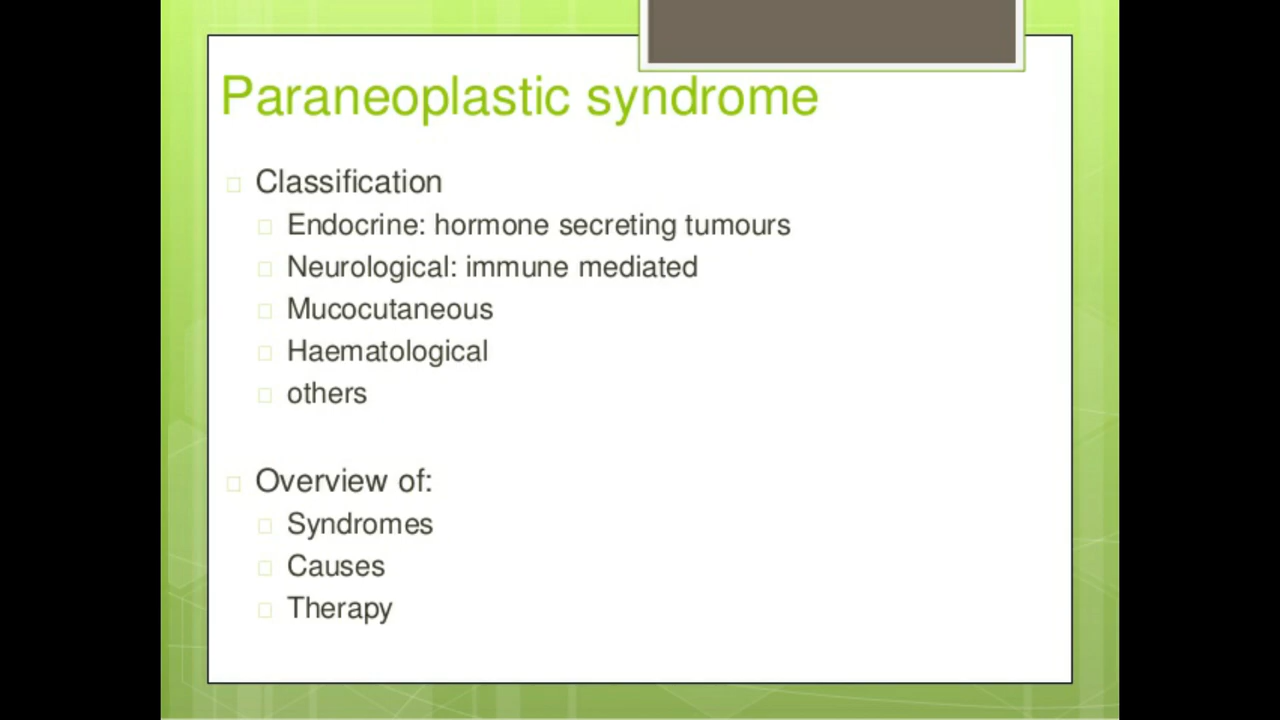 Paraneoplastic syndrome
Classification
Endocrine: hormone secreting tumours
Neurological: immune mediated
Mucocutaneous
Haematological
others
Overview of:
Syndromes
Causes
Therapy